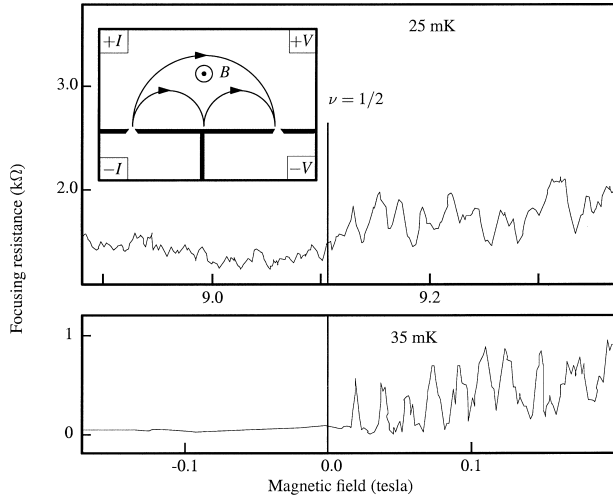 25 mK
+I
+V
B
-I
-V
ν = 1/2
3.0
2.0
9.0
9.2
Focusing resistance (kΩ)
35 mK
1
0
-0.1
0.0
0.1
Magnetic field (tesla)